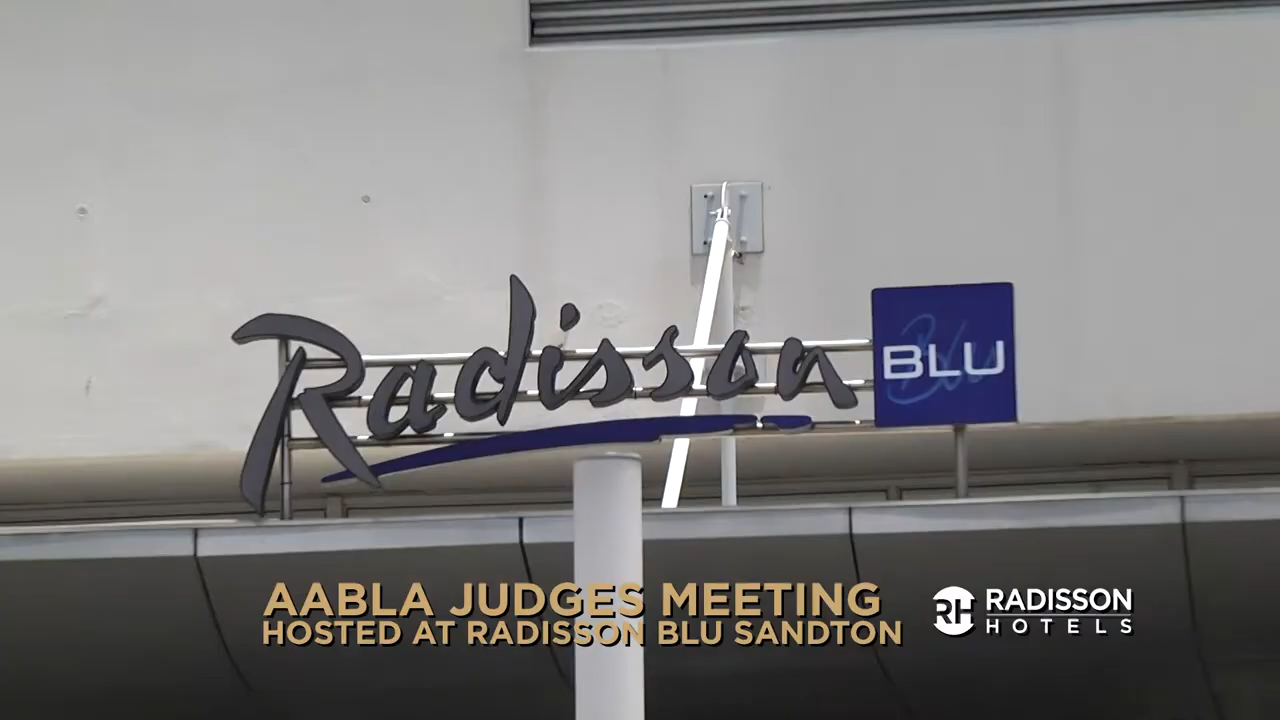 Radisson
BLU
AABLA JUDGES MEETING
HOSTED AT RADISSON BLU SANDTON
RH RADISSON
HOTELS